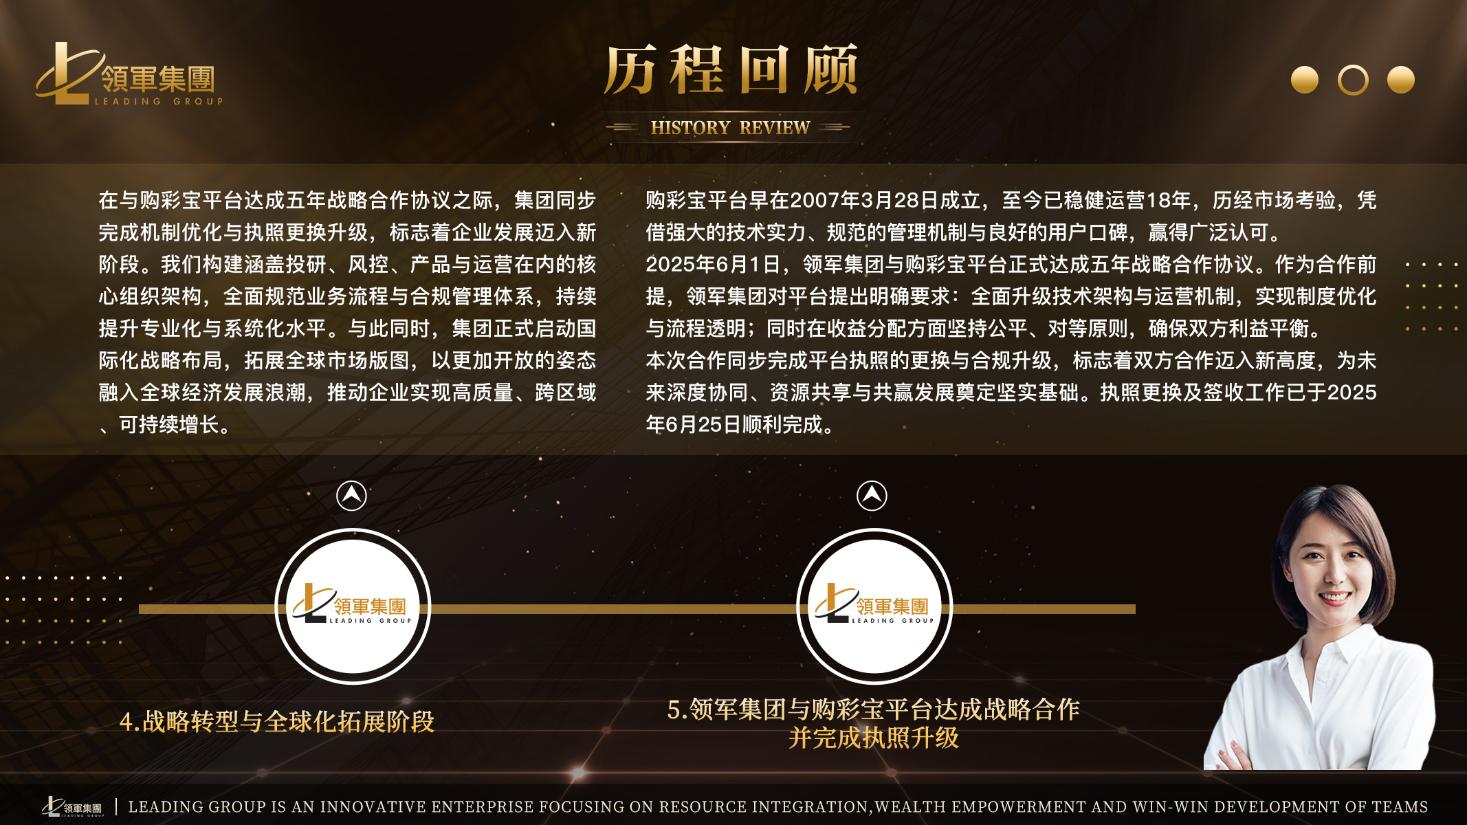 領軍集團
LEADING GROUP
历程回顾
HISTORY REVIEW
在与购彩宝平台达成五年战略合作协议之际，集团同步
完成机制优化与执照更换升级，标志着企业发展迈入新
阶段。我们构建涵盖投研、风控、产品与运营在内的核
心组织架构，全面规范业务流程与合规管理体系，持续
提升专业化与系统化水平。与此同时，集团正式启动国
际化战略布局，拓展全球市场版图，以更加开放的姿态
融入全球经济发展浪潮，推动企业实现高质量、跨区域
、可持续增长。
购彩宝平台早在2007年3月28日成立，至今已稳健运营18年，历经市场考验，凭
借强大的技术实力、规范的管理机制与良好的用户口碑，赢得广泛认可。
2025年6月1日，领军集团与购彩宝平台正式达成五年战略合作协议。作为合作前
提，领军集团对平台提出明确要求：全面升级技术架构与运营机制，实现制度优化
与流程透明；同时在收益分配方面坚持公平、对等原则，确保双方利益平衡。
本次合作同步完成平台执照的更换与合规升级，标志着双方合作迈入新高度，为未
来深度协同、资源共享与共赢发展奠定坚实基础。执照更换及签收工作已于2025
年6月25日顺利完成。
領軍集團
LEADING GROUP
領軍集團
LEADING GROUP
4.战略转型与全球化拓展阶段
5.领军集团与购彩宝平台达成战略合作
并完成执照升级
領軍集團
LEADING GROUP
LEADING GROUP IS AN INNOVATIVE ENTERPRISE FOCUSING ON RESOURCE INTEGRATION,WEALTH EMPOWERMENT AND WIN-WIN DEVELOPMENT OF TEAMS